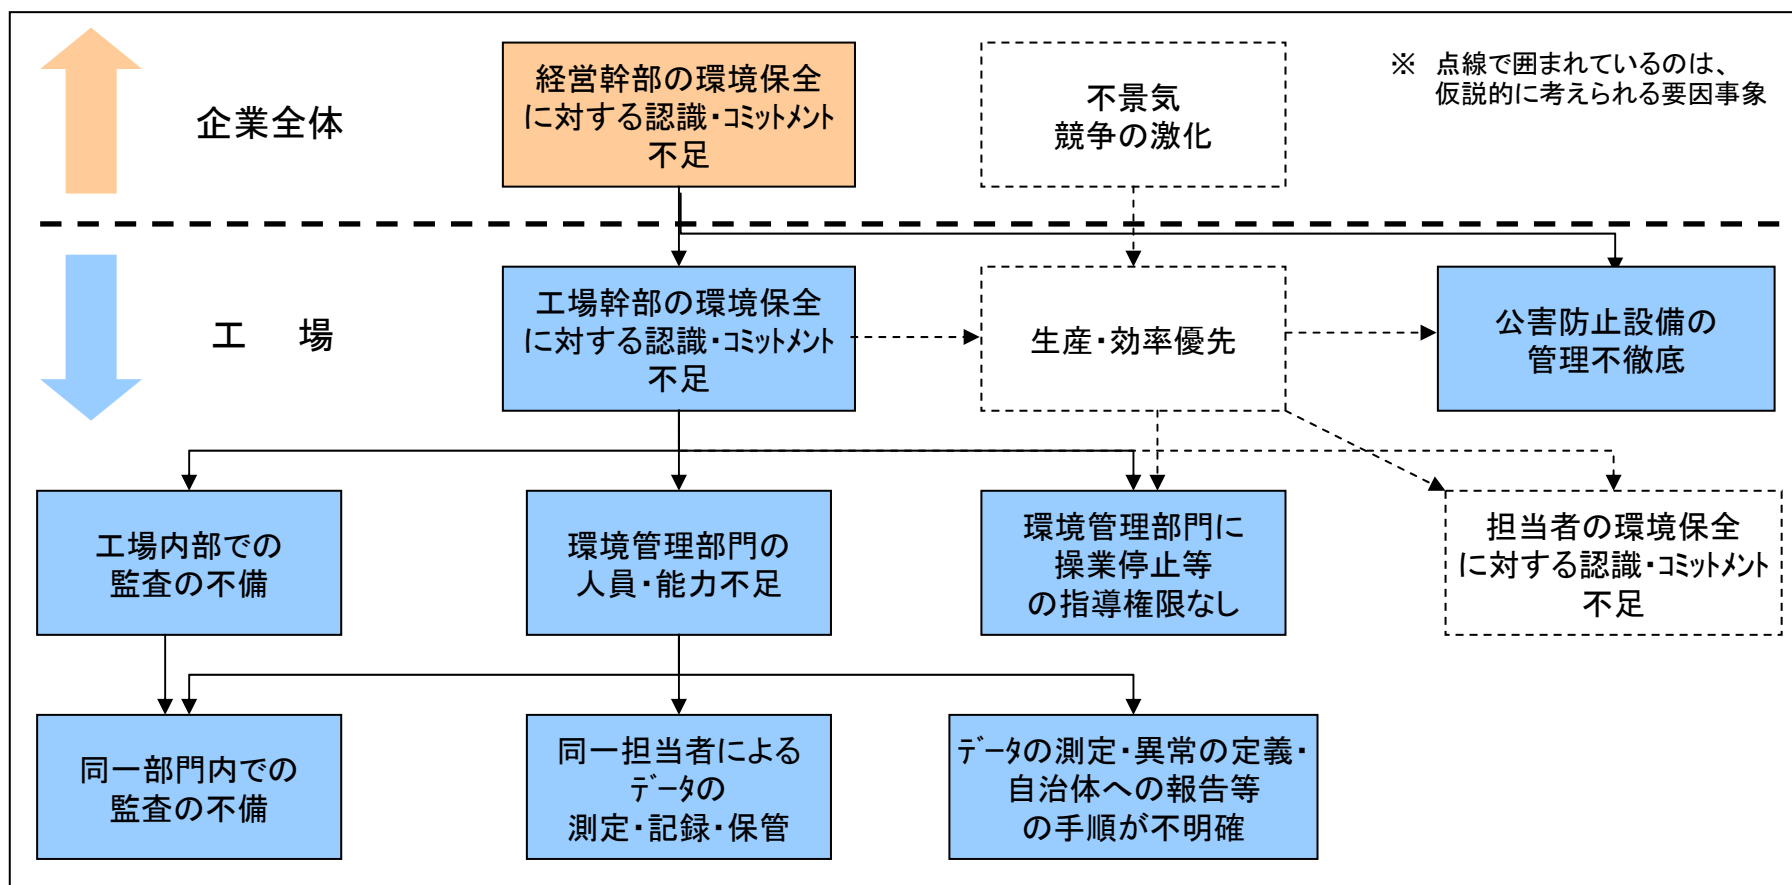 企業全体
経営幹部の環境保全
に対する認識・コミットメント
不足
不景気
競争の激化
※ 点線で囲まれているのは、
仮説的に考えられる要因事象
工 場
工場幹部の環境保全
に対する認識・コミットメント
不足
生産・効率優先
公害防止設備の
管理不徹底
工場内部での
監査の不備
環境管理部門の
人員・能力不足
環境管理部門に
操業停止等
の指導権限なし
担当者の環境保全
に対する認識・コミットメント
不足
同一部門内での
監査の不備
同一担当者による
データの
測定・記録・保管
データの測定・異常の定義・
自治体への報告等
の手順が不明確